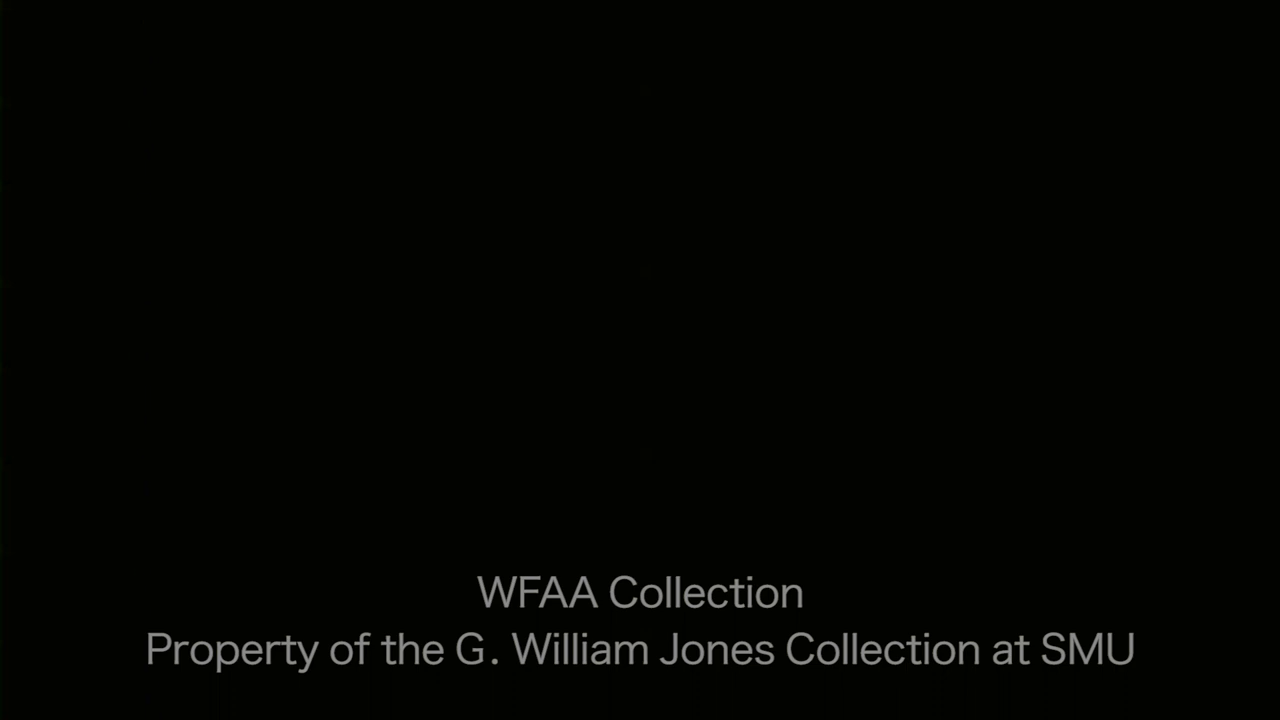 WFAA Collection
Property of the G. William Jones Collection at SMU